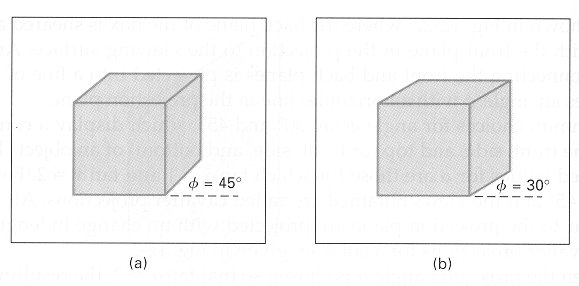 ϕ = 45°
ϕ = 30°
(a)
(b)